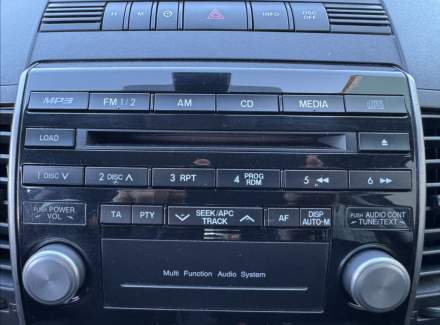 H M INFO DSC OFF
MP3 FM 1/2 AM CD MEDIA
LOAD
1 DISC ∨ 2 DISC ∧ 3 RPT 4 PROG RDM 5 ◀◀ 6 ▶▶
PUSH POWER VOL TA PTY SEEK/APC TRACK AF DISP AUTO-M PUSH AUDIO CONT TUNE/TEXT
Multi Function Audio System